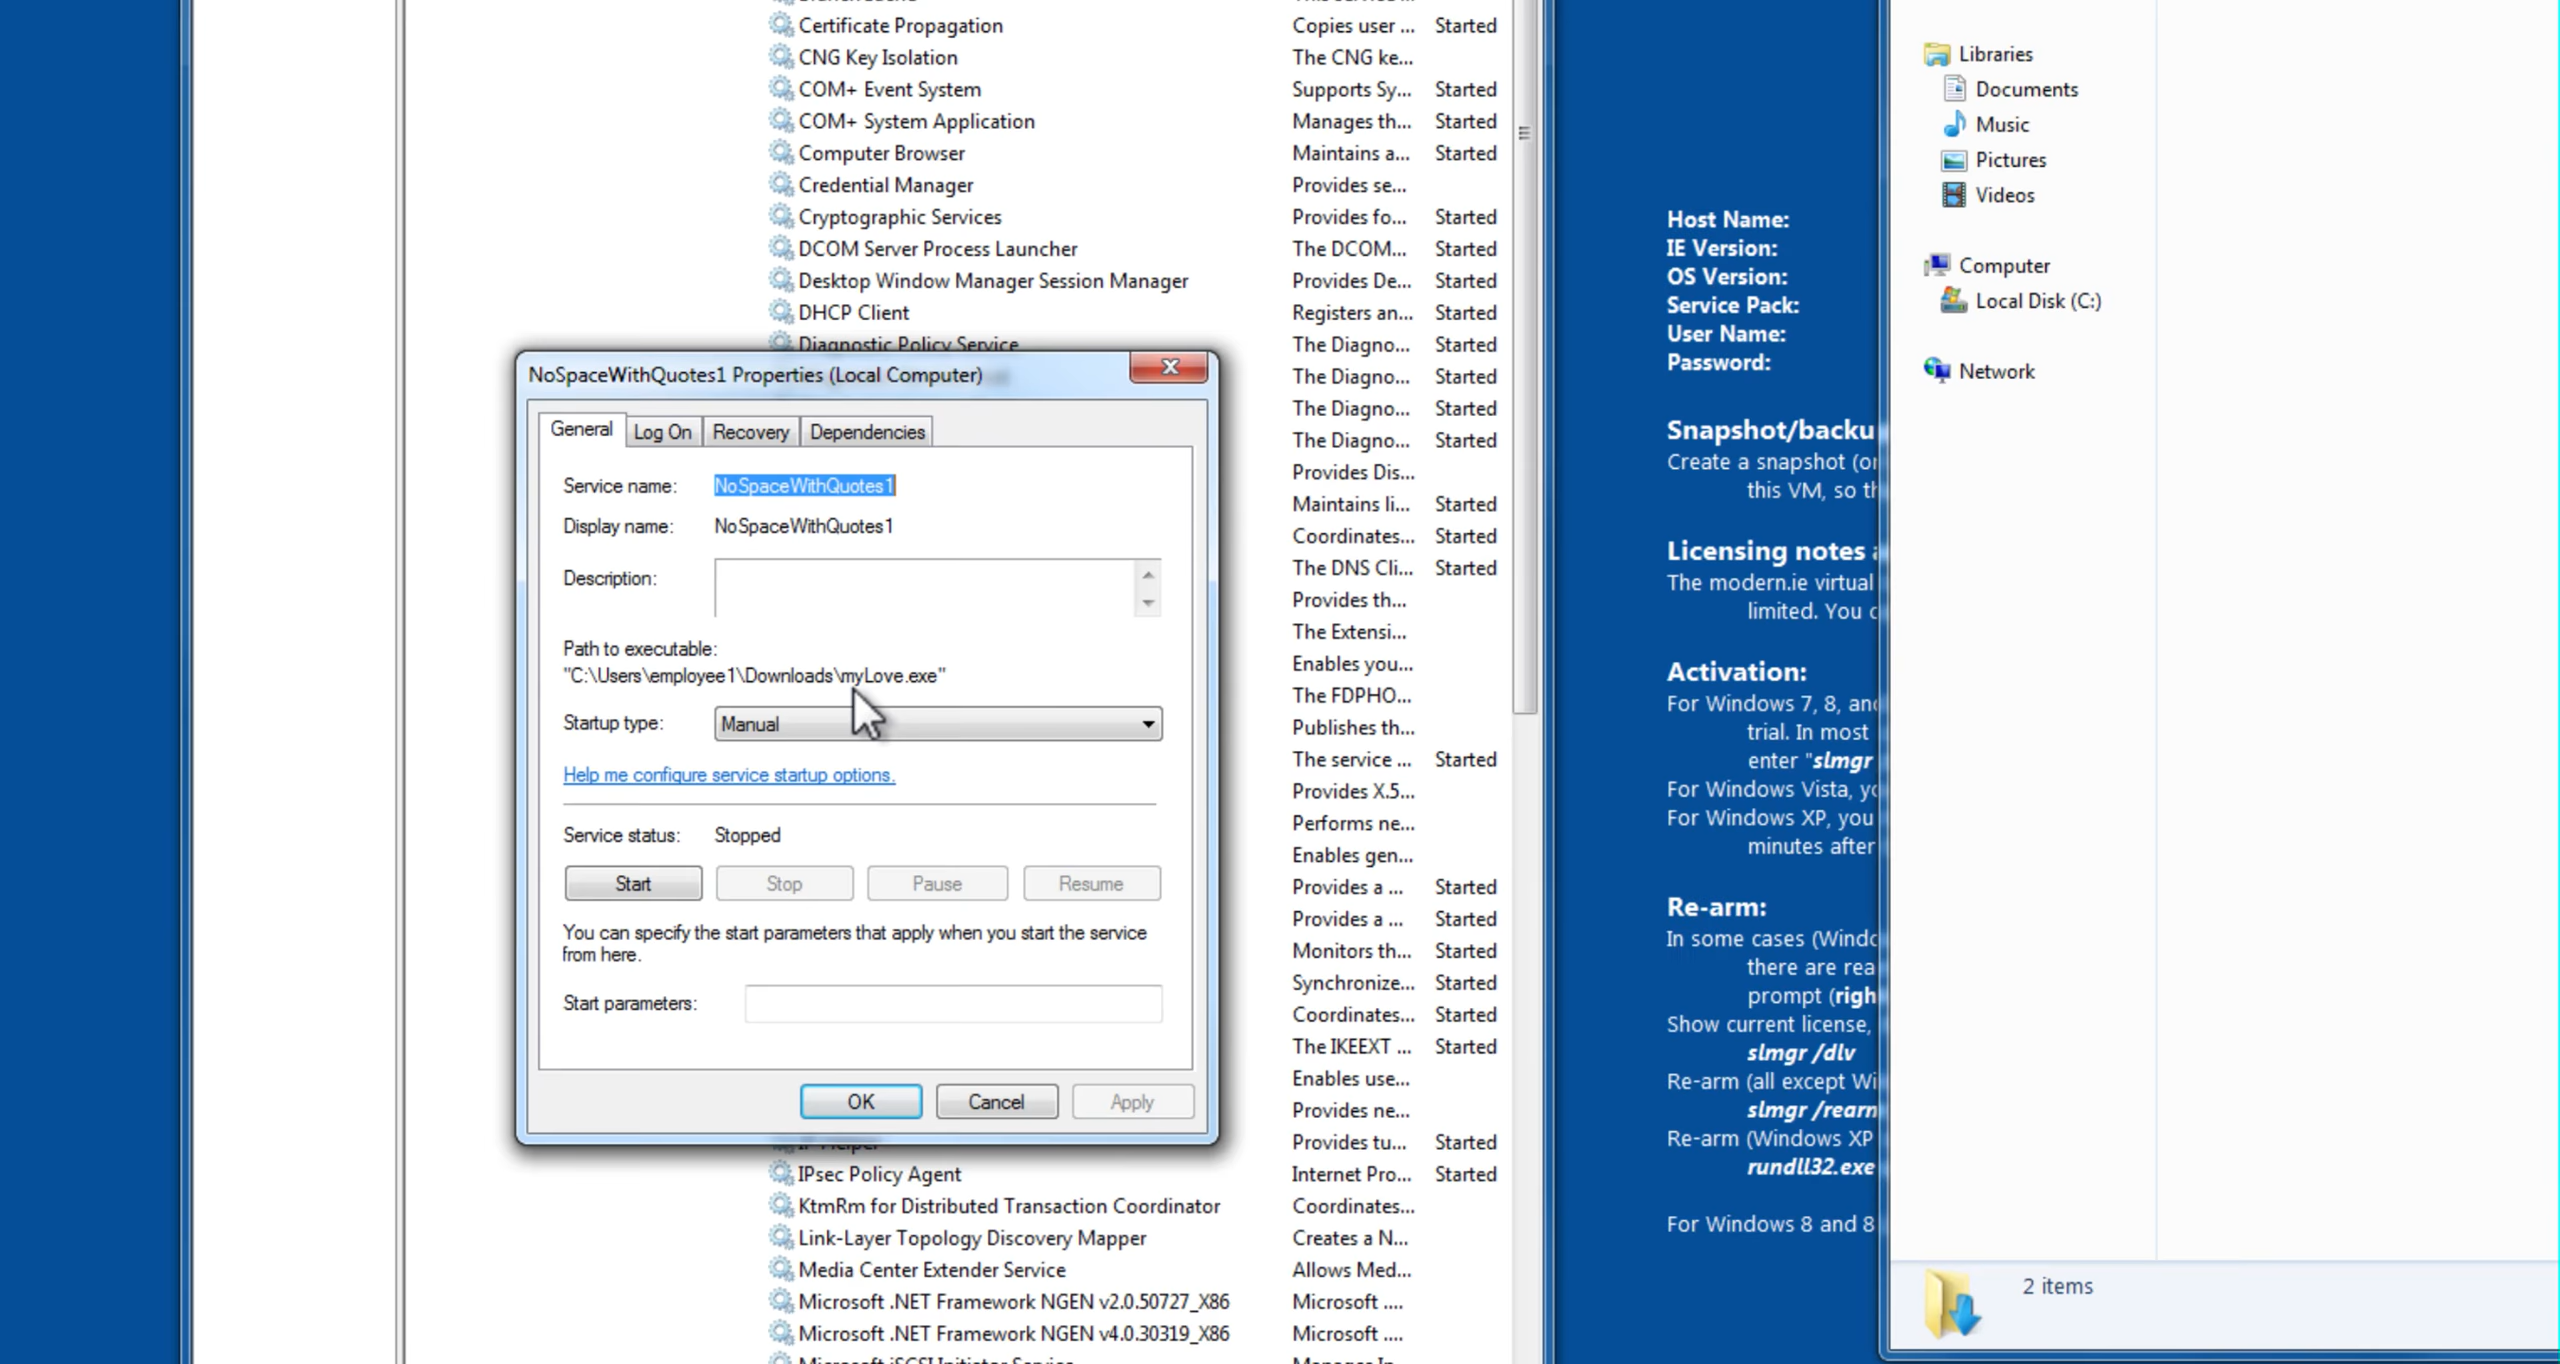 Certificate Propagation Copies user ... Started
CNG Key Isolation The CNG ke...
COM+ Event System Supports Sy... Started
COM+ System Application Manages th... Started
Computer Browser Maintains a... Started
Credential Manager Provides se...
Cryptographic Services Provides fo... Started
DCOM Server Process Launcher The DCOM... Started
Desktop Window Manager Session Manager Provides De... Started
DHCP Client Registers an... Started
Diagnostic Policy Service The Diagno... Started
The Diagno... Started
The Diagno... Started
The Diagno... Started
Provides Dis...
Maintains li... Started
Coordinates... Started
The DNS Cli... Started
Provides th...
The Extensi...
Enables you...
The FDPHO...
Publishes th...
The service ... Started
Provides X.5...
Performs ne...
Enables gen...
Provides a ... Started
Provides a ... Started
Monitors th... Started
Synchronize... Started
Coordinates... Started
The IKEEXT ... Started
Enables use...
Provides ne...
Provides tu... Started
IPsec Policy Agent Internet Pro... Started
KtmRm for Distributed Transaction Coordinator Coordinates...
Link-Layer Topology Discovery Mapper Creates a N...
Media Center Extender Service Allows Med...
Microsoft .NET Framework NGEN v2.0.50727_X86 Microsoft ....
Microsoft .NET Framework NGEN v4.0.30319_X86 Microsoft ....
NoSpaceWithQuotes1 Properties (Local Computer)
General Log On Recovery Dependencies
Service name: NoSpaceWithQuotes1
Display name: NoSpaceWithQuotes1
Description:
Path to executable:
"C:\Users\employee1\Downloads\myLove.exe"
Startup type: Manual
Help me configure service startup options.
Service status: Stopped
Start Stop Pause Resume
You can specify the start parameters that apply when you start the service
from here.
Start parameters:
OK Cancel Apply
Host Name:
IE Version:
OS Version:
Service Pack:
User Name:
Password:
Snapshot/backu
Create a snapshot (or
this VM, so th
Licensing notes a
The modern.ie virtual
limited. You c
Activation:
For Windows 7, 8, and
trial. In most
enter "slmgr
For Windows Vista, yo
For Windows XP, you
minutes after
Re-arm:
In some cases (Windo
there are rea
prompt (righ
Show current license,
slmgr /dlv
Re-arm (all except Wi
slmgr /rearn
Re-arm (Windows XP
rundll32.exe
For Windows 8 and 8
Libraries
Documents
Music
Pictures
Videos
Computer
Local Disk (C:)
Network
2 items